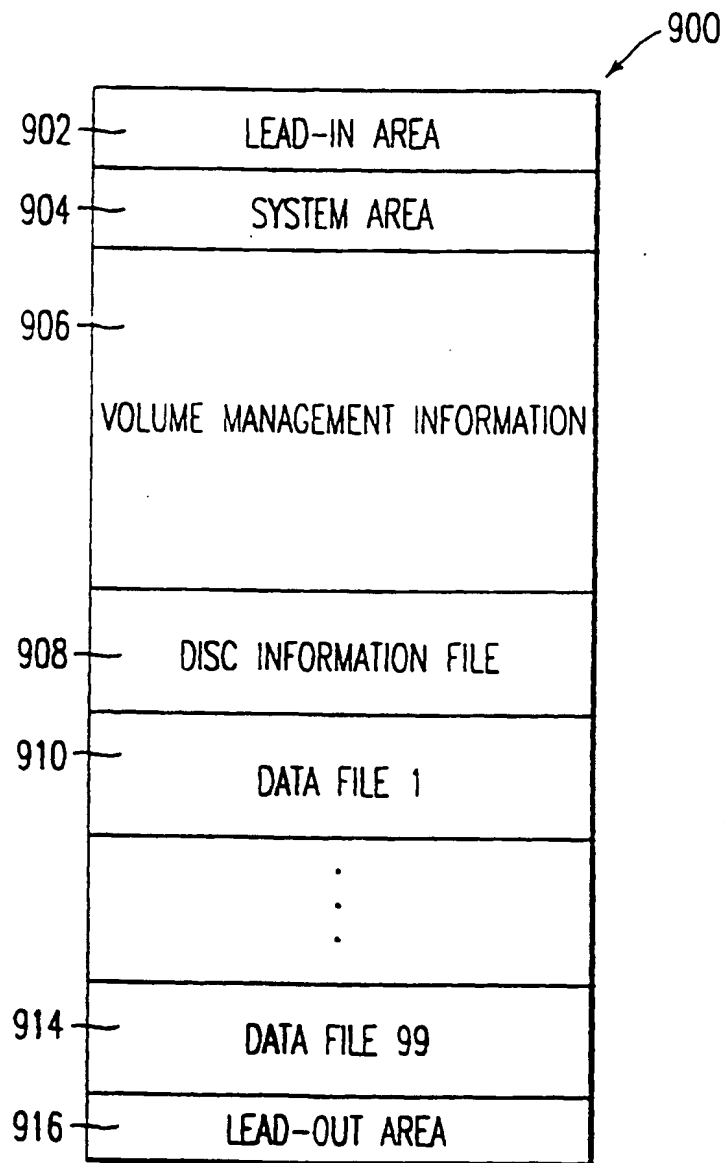 900
902 LEAD-IN AREA
904 SYSTEM AREA
906
VOLUME MANAGEMENT INFORMATION
908 DISC INFORMATION FILE
910
DATA FILE 1
914 DATA FILE 99
916 LEAD-OUT AREA